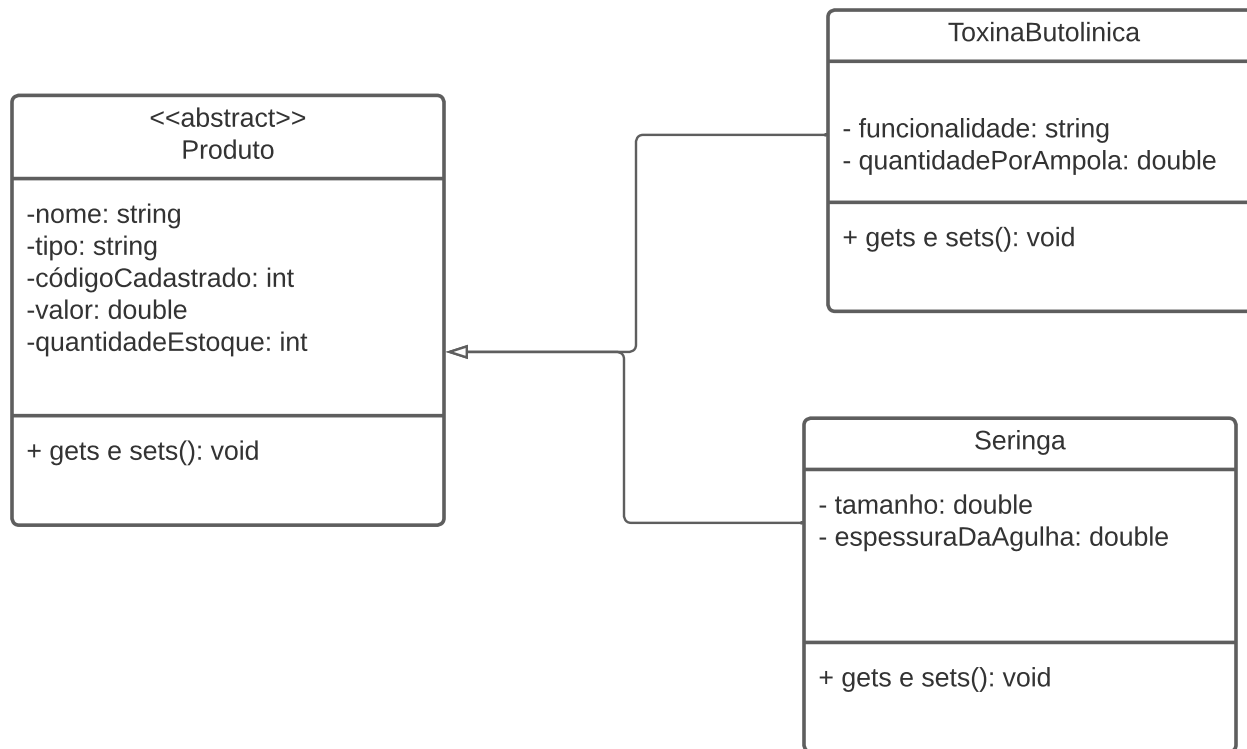 <<abstract>>
Produto
-nome: string
-tipo: string
-códigoCadastrado: int
-valor: double
-quantidadeEstoque: int
+ gets e sets(): void
ToxinaButolinica
- funcionalidade: string
- quantidadePorAmpola: double
+ gets e sets(): void
Seringa
- tamanho: double
- espessuraDaAgulha: double
+ gets e sets(): void